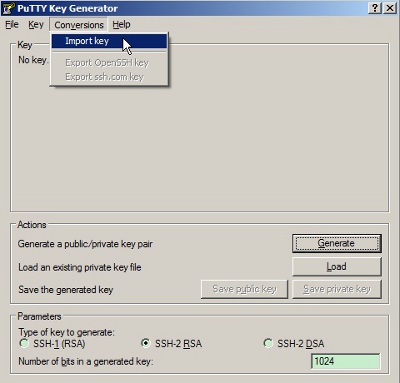 PuTTY Key Generator
File Key Conversions Help
Import key
Export OpenSSH key
Export ssh.com key
Key
No key.
Actions
Generate a public/private key pair
Generate
Load an existing private key file
Load
Save the generated key
Save public key
Save private key
Parameters
Type of key to generate:
SSH-1 (RSA)
SSH-2 RSA
SSH-2 DSA
Number of bits in a generated key:
1024